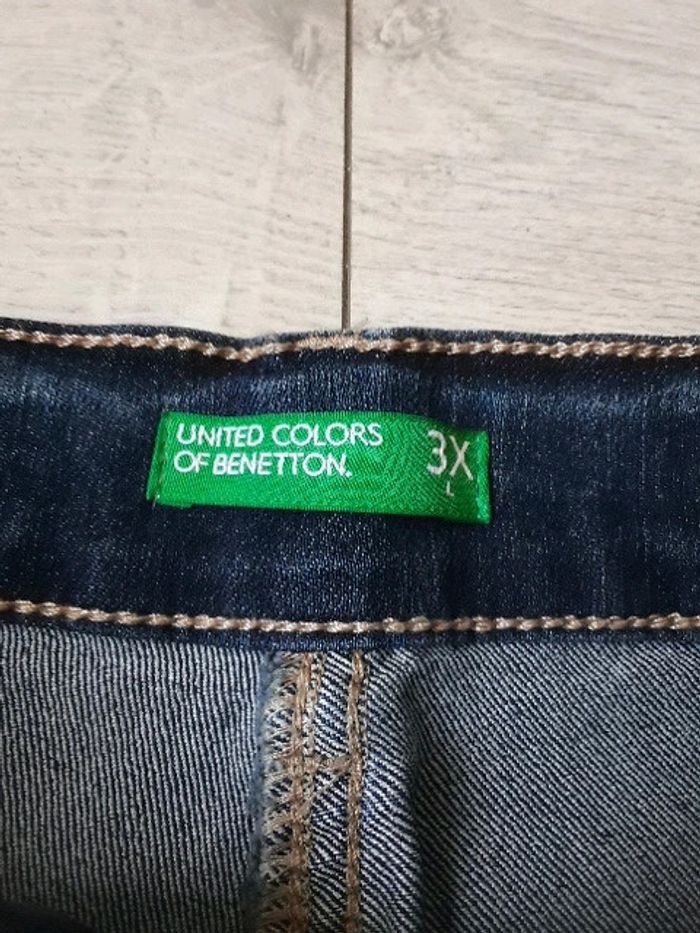 UNITED COLORS
OF BENETTON.
3X
L